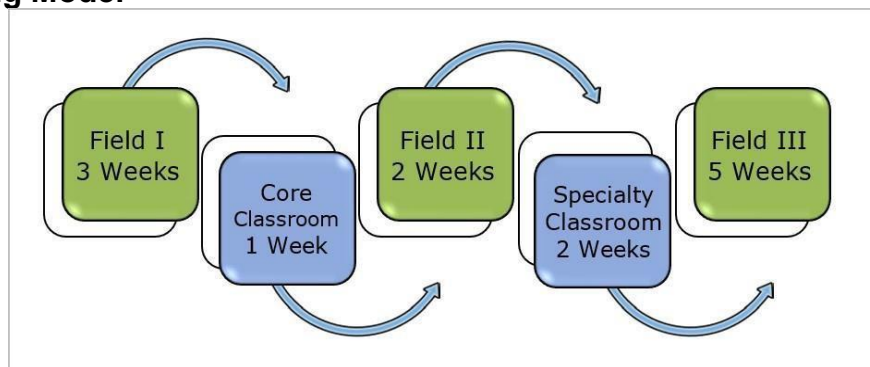 Model
Field I
3 Weeks
Core
Classroom
1 Week
Field II
2 Weeks
Specialty
Classroom
2 Weeks
Field III
5 Weeks